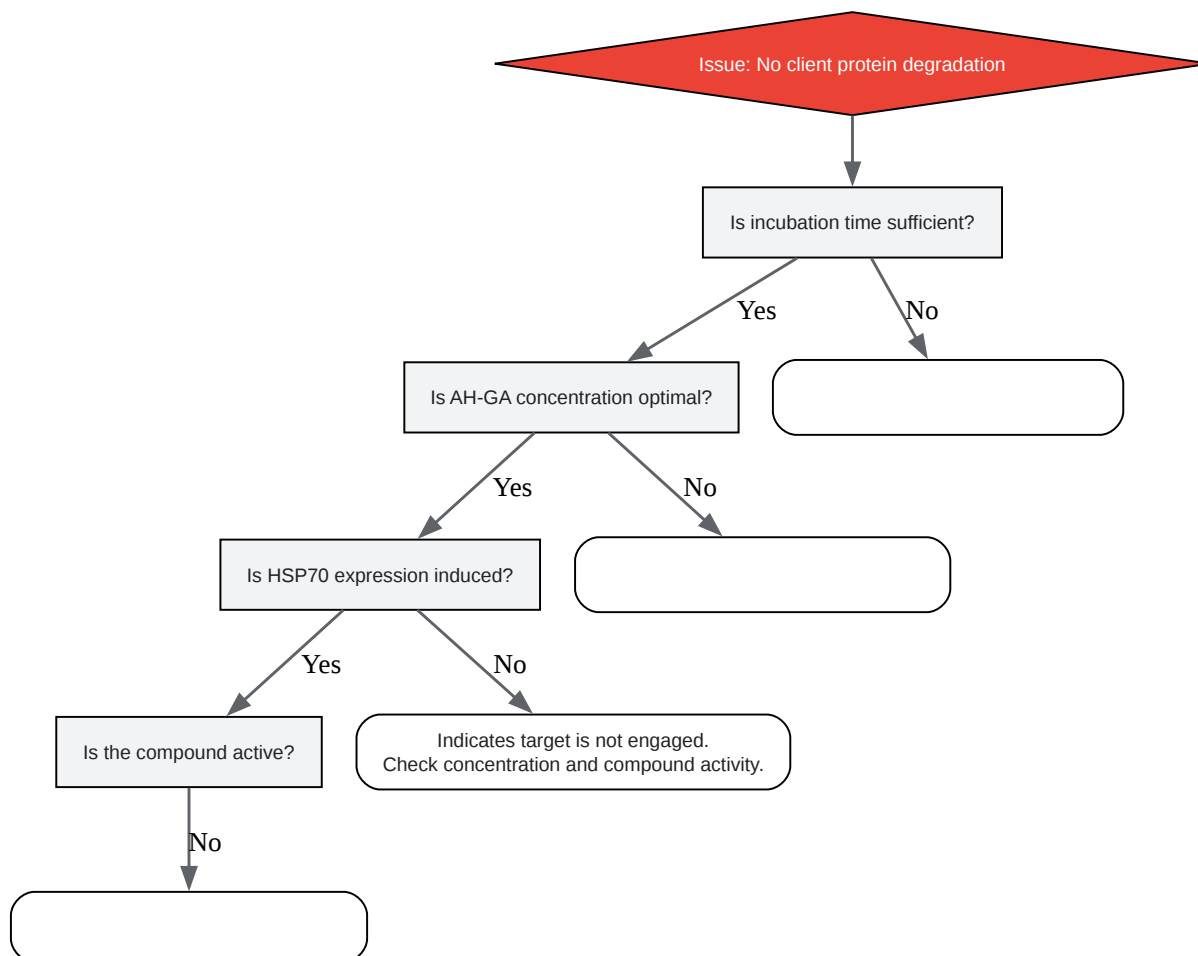 Issue: No client protein degradation
Is incubation time sufficient?
Yes
No
Is AH-GA concentration optimal?
Yes
No
Is HSP70 expression induced?
Yes
No
Is the compound active?
Indicates target is not engaged.
Check concentration and compound activity.
No